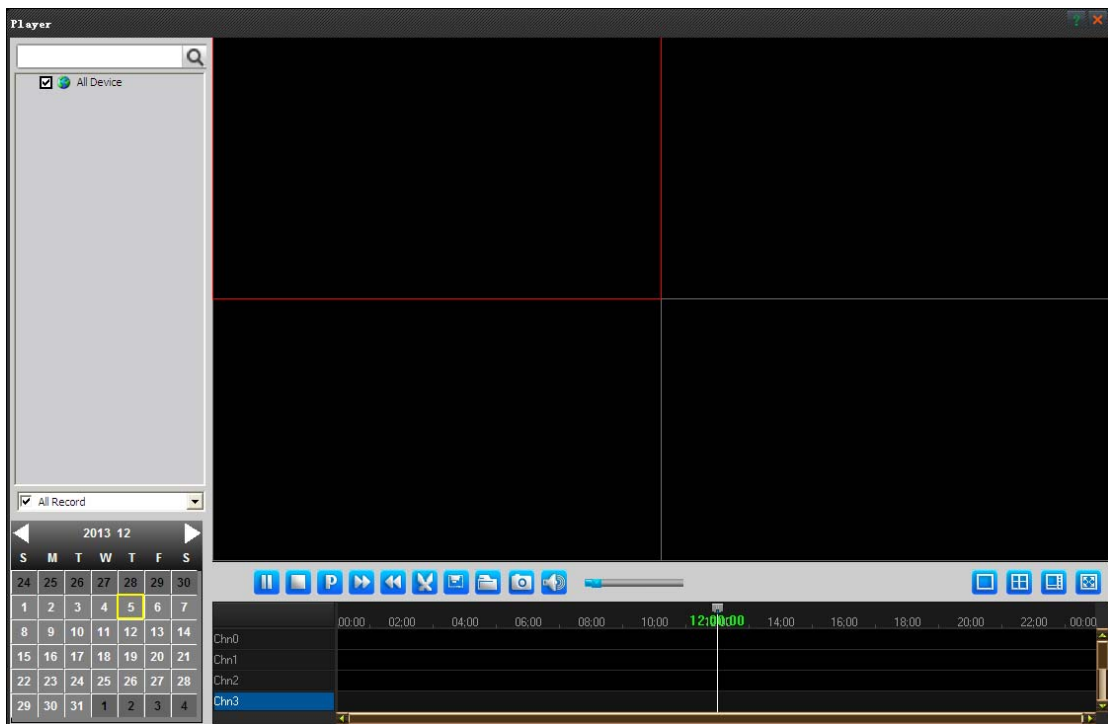 Player ? ×
All Device
All Record
2013 12
S M T W T F S
24 25 26 27 28 29 30
1 2 3 4 5 6 7
8 9 10 11 12 13 14
15 16 17 18 19 20 21
22 23 24 25 26 27 28
29 30 31 1 2 3 4
P
00:00 02:00 04:00 06:00 08:00 10:00 12:00:00 14:00 16:00 18:00 20:00 22:00 00:00
Chn0
Chn1
Chn2
Chn3